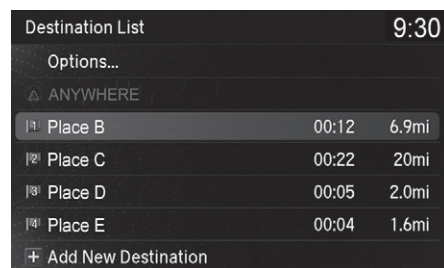 Destination List 9:30
Options...
ANYWHERE
1 Place B 00:12 6.9mi
2 Place C 00:22 20mi
3 Place D 00:05 2.0mi
4 Place E 00:04 1.6mi
+ Add New Destination